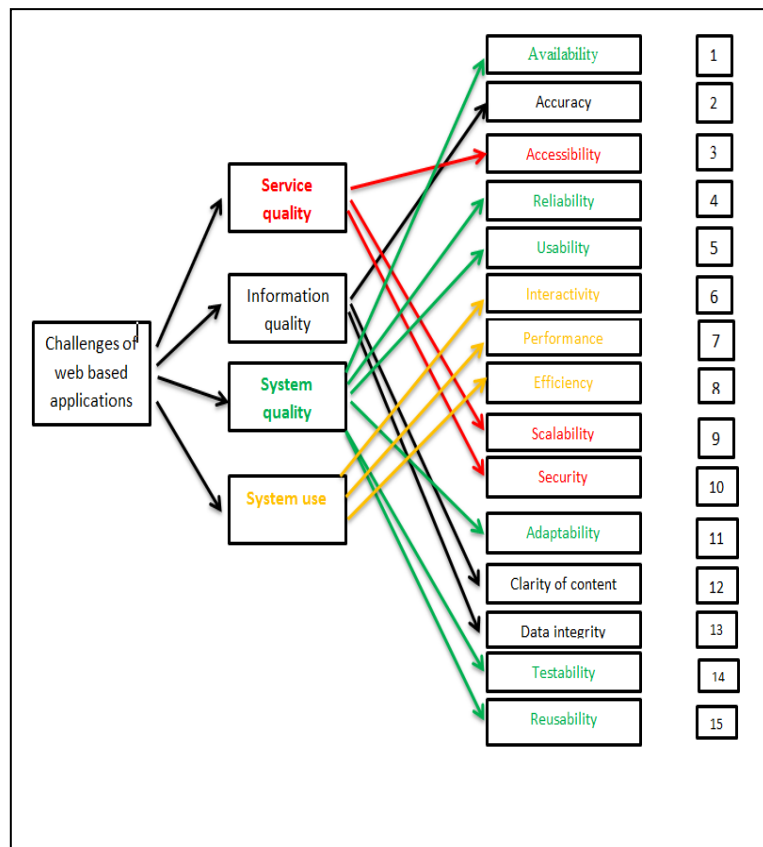 Availability
1
Accuracy
2
Service
quality
Accessibility
3
Reliability
4
Usability
5
Information
quality
Interactivity
6
Challenges of
web based
applications
Performance
7
System
quality
Efficiency
8
Scalability
9
System use
Security
10
Adaptability
11
Clarity of content
12
Data integrity
13
Testability
14
Reusability
15